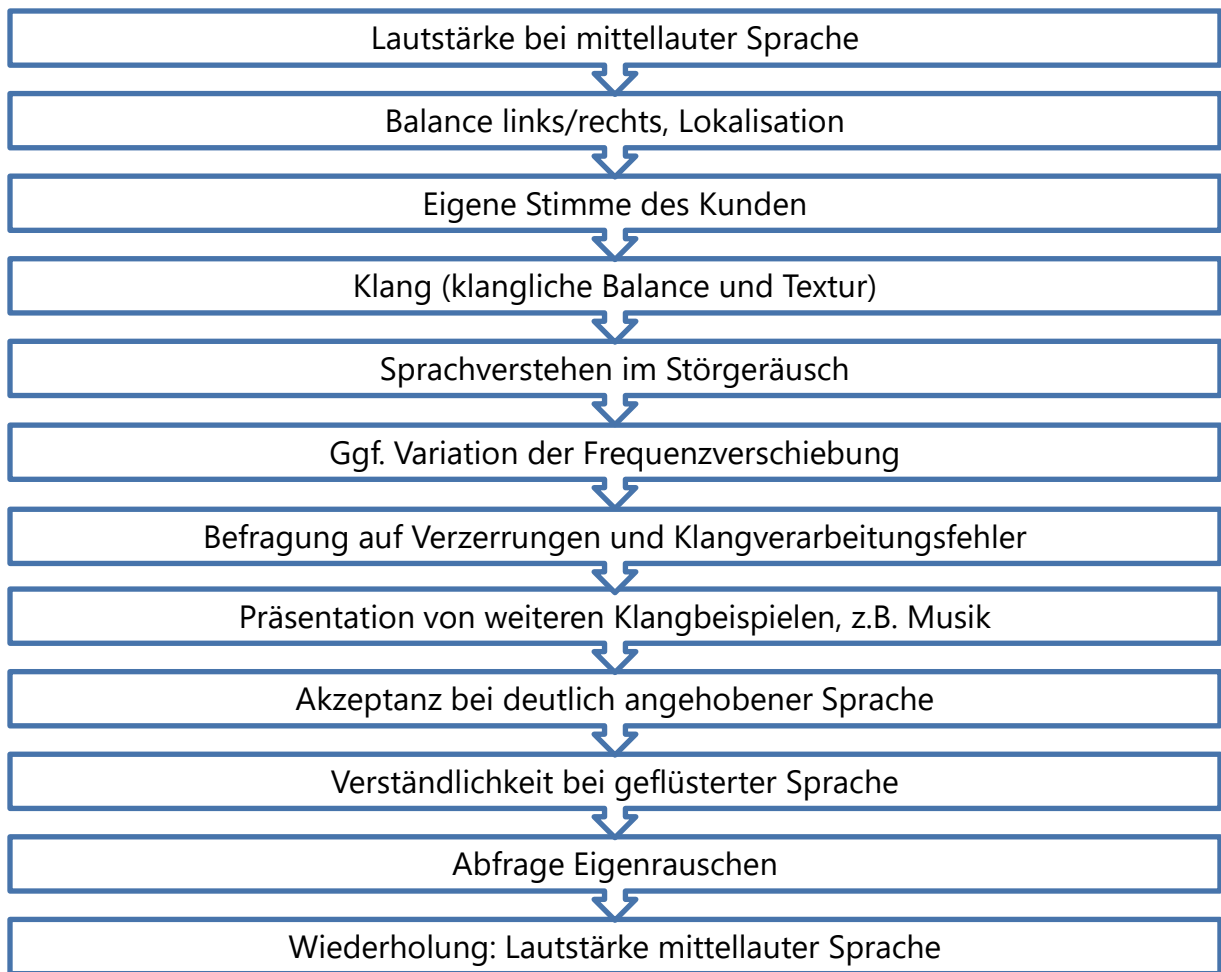 Lautstärke bei mittellauter Sprache
Balance links/rechts, Lokalisation
Eigene Stimme des Kunden
Klang (klangliche Balance und Textur)
Sprachverstehen im Störgeräusch
Ggf. Variation der Frequenzverschiebung
Befragung auf Verzerrungen und Klangverarbeitungsfehler
Präsentation von weiteren Klangbeispielen, z.B. Musik
Akzeptanz bei deutlich angehobener Sprache
Verständlichkeit bei geflüsterter Sprache
Abfrage Eigenrauschen
Wiederholung: Lautstärke mittellauter Sprache